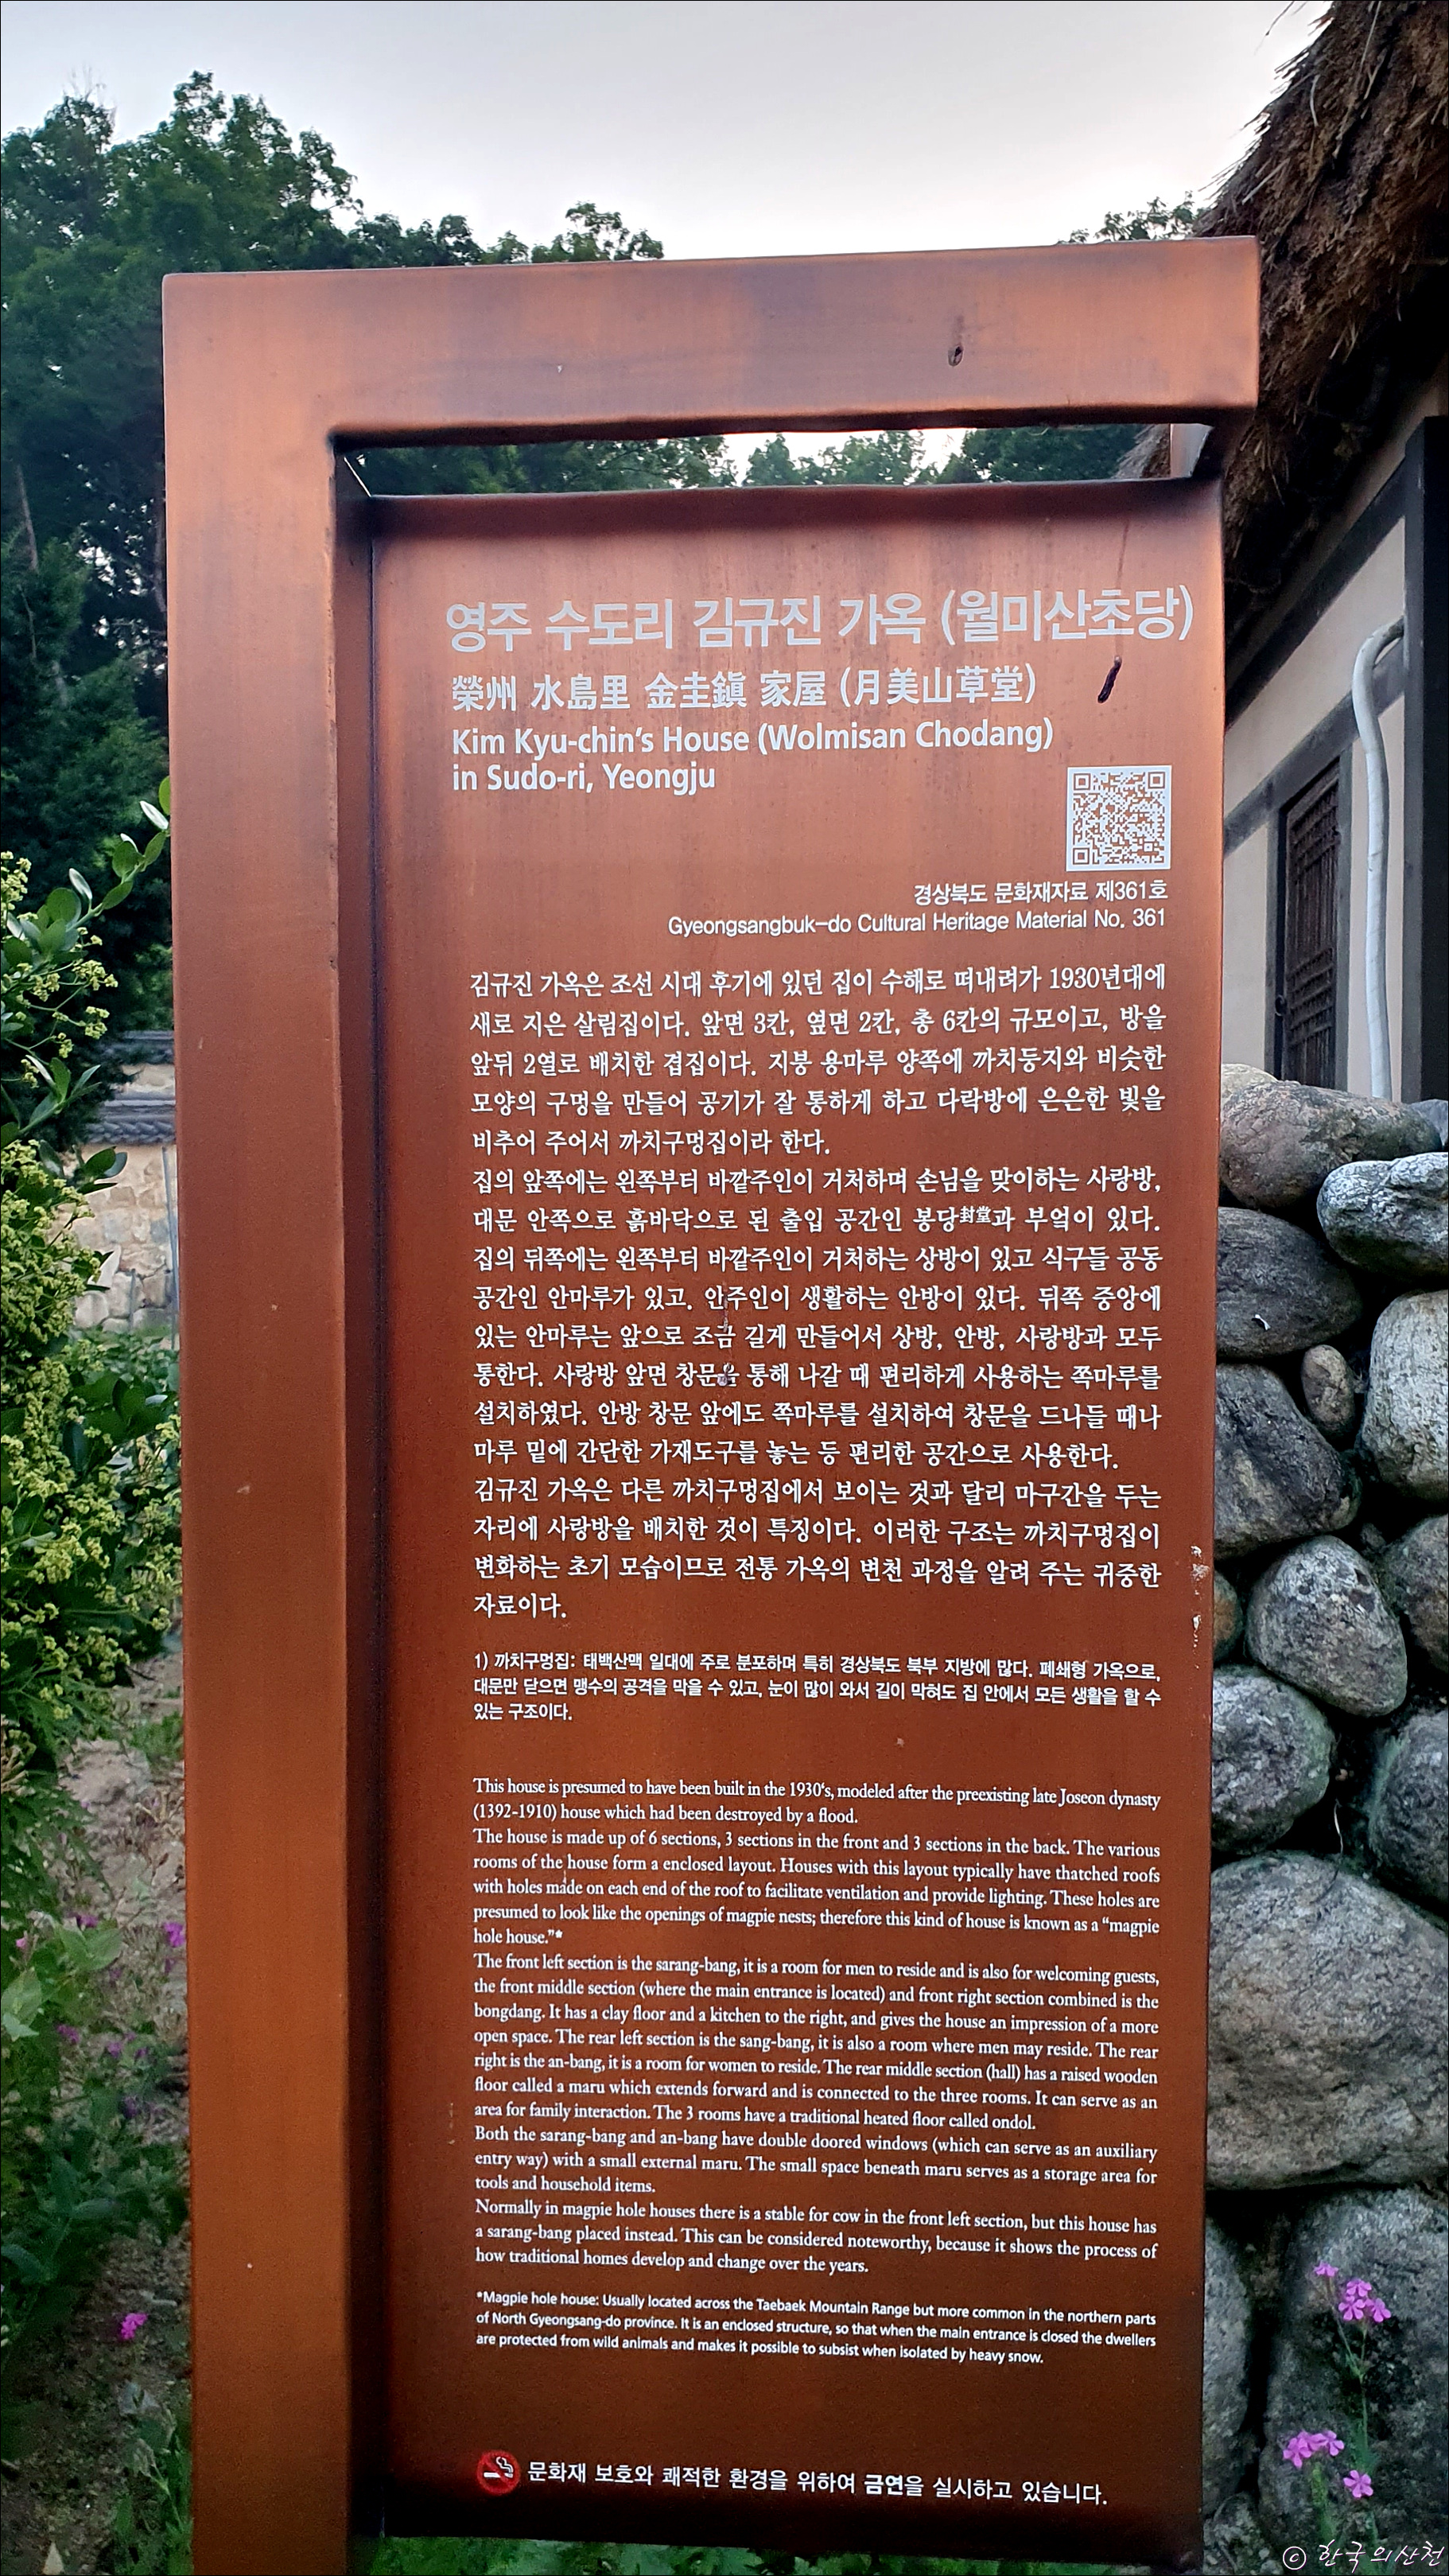 영주 수도리 김규진 가옥 (월미산초당)
榮州 水島里 金圭鎭 家屋 (月美山草堂)
Kim Kyu-chin's House (Wolmisan Chodang)
in Sudo-ri, Yeongju
경상북도 문화재자료 제361호
Gyeongsangbuk-do Cultural Heritage Material No. 361
김규진 가옥은 조선 시대 후기에 있던 집이 수해로 떠내려가 1930년대에
새로 지은 살림집이다. 앞면 3칸, 옆면 2칸, 총 6칸의 규모이고, 방을
앞뒤 2열로 배치한 겹집이다. 지붕 용마루 양쪽에 까치둥지와 비슷한
모양의 구멍을 만들어 공기가 잘 통하게 하고 다락방에 은은한 빛을
비추어 주어서 까치구멍집이라 한다.
집의 앞쪽에는 왼쪽부터 바깥주인이 거처하며 손님을 맞이하는 사랑방,
대문 안쪽으로 흙바닥으로 된 출입 공간인 봉당封堂과 부엌이 있다.
집의 뒤쪽에는 왼쪽부터 바깥주인이 거처하는 상방이 있고 식구들 공동
공간인 안마루가 있고. 안주인이 생활하는 안방이 있다. 뒤쪽 중앙에
있는 안마루는 앞으로 조금 길게 만들어서 상방, 안방, 사랑방과 모두
통한다. 사랑방 앞면 창문을 통해 나갈 때 편리하게 사용하는 쪽마루를
설치하였다. 안방 창문 앞에도 쪽마루를 설치하여 창문을 드나들 때나
마루 밑에 간단한 가재도구를 놓는 등 편리한 공간으로 사용한다.
김규진 가옥은 다른 까치구멍집에서 보이는 것과 달리 마구간을 두는
자리에 사랑방을 배치한 것이 특징이다. 이러한 구조는 까치구멍집이
변화하는 초기 모습이므로 전통 가옥의 변천 과정을 알려 주는 귀중한
자료이다.
1) 까치구멍집: 태백산맥 일대에 주로 분포하며 특히 경상북도 북부 지방에 많다. 폐쇄형 가옥으로,
대문만 닫으면 맹수의 공격을 막을 수 있고, 눈이 많이 와서 길이 막혀도 집 안에서 모든 생활을 할 수
있는 구조이다.
This house is presumed to have been built in the 1930's, modeled after the preexisting late Joseon dynasty
(1392-1910) house which had been destroyed by a flood.
The house is made up of 6 sections, 3 sections in the front and 3 sections in the back. The various
rooms of the house form a enclosed layout. Houses with this layout typically have thatched roofs
with holes made on each end of the roof to facilitate ventilation and provide lighting. These holes are
presumed to look like the openings of magpie nests; therefore this kind of house is known as a "magpie
hole house."*
The front left section is the sarang-bang, it is a room for men to reside and is also for welcoming guests,
the front middle section (where the main entrance is located) and front right section combined is the
bongdang. It has a clay floor and a kitchen to the right, and gives the house an impression of a more
open space. The rear left section is the sang-bang, it is also a room where men may reside. The rear
right is the an-bang, it is a room for women to reside. The rear middle section (hall) has a raised wooden
floor called a maru which extends forward and is connected to the three rooms. It can serve as an
area for family interaction. The 3 rooms have a traditional heated floor called ondol.
Both the sarang-bang and an-bang have double doored windows (which can serve as an auxiliary
entry way) with a small external maru. The small space beneath maru serves as a storage area for
tools and household items.
Normally in magpie hole houses there is a stable for cow in the front left section, but this house has
a sarang-bang placed instead. This can be considered noteworthy, because it shows the process of
how traditional homes develop and change over the years.
*Magpie hole house: Usually located across the Taebaek Mountain Range but more common in the northern parts
of North Gyeongsang-do province. It is an enclosed structure, so that when the main entrance is closed the dwellers
are protected from wild animals and makes it possible to subsist when isolated by heavy snow.
문화재 보호와 쾌적한 환경을 위하여 금연을 실시하고 있습니다.
© 한국의산천